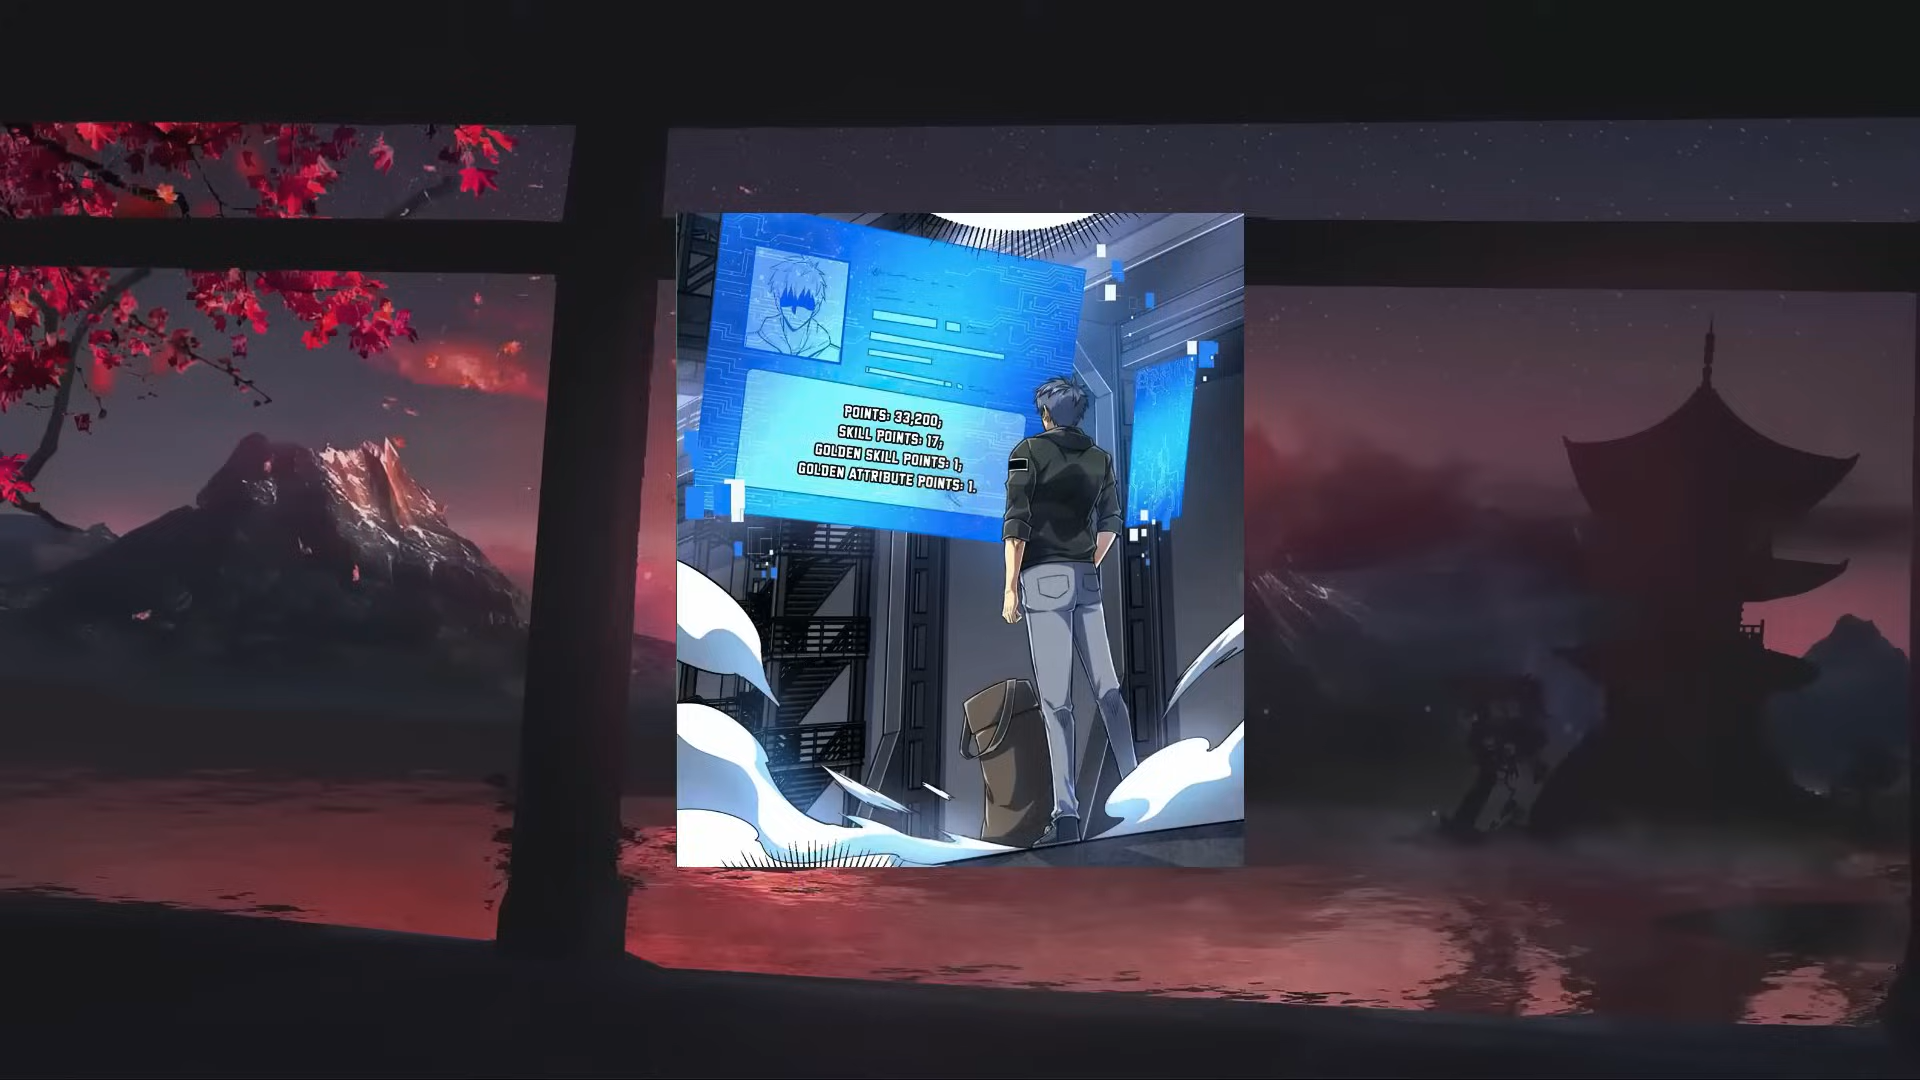 POINTS: 33,200;
SKILL POINTS: 17;
GOLDEN SKILL POINTS: 1;
GOLDEN ATTRIBUTE POINTS: 1.